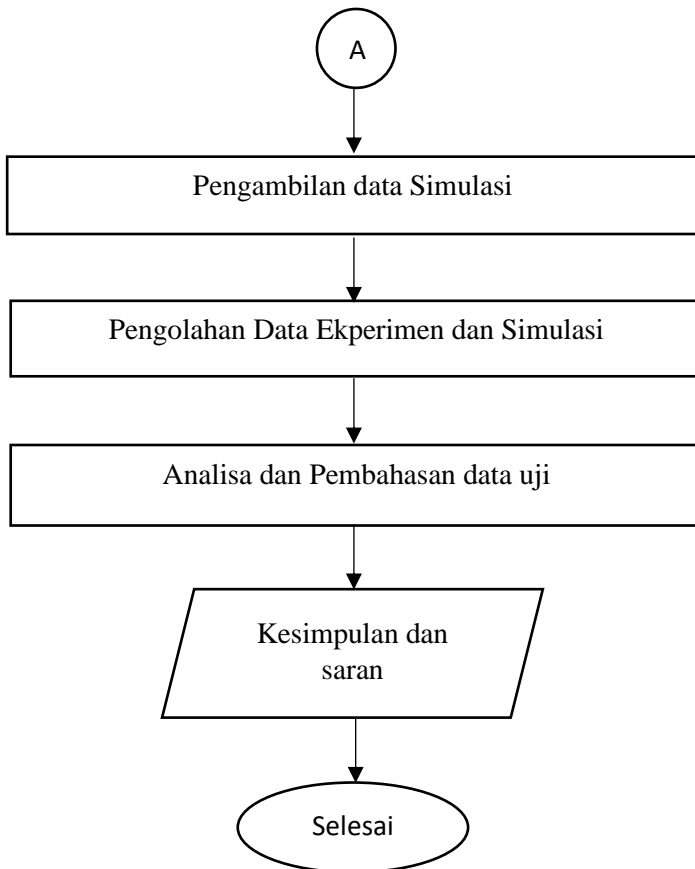 A
Pengambilan data Simulasi
Pengolahan Data Ekperimen dan Simulasi
Analisa dan Pembahasan data uji
Kesimpulan dan
saran
Selesai